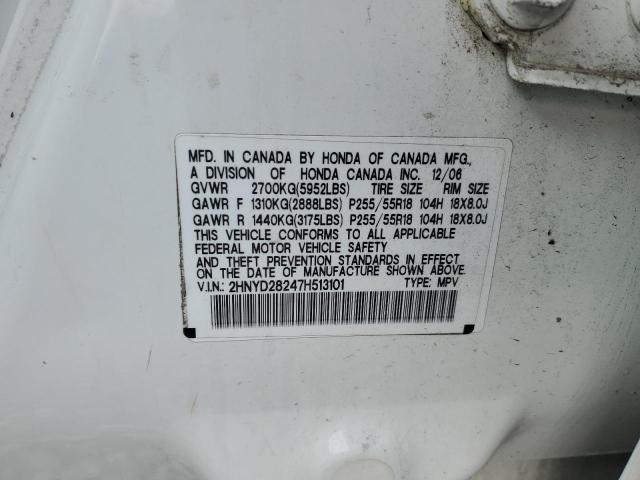 MFD. IN CANADA BY HONDA OF CANADA MFG.,
A DIVISION OF HONDA CANADA INC. 12/06
GVWR 2700KG(5952LBS) TIRE SIZE RIM SIZE
GAWR F 1310KG(2888LBS) P255/55R18 104H 18X8.0J
GAWR R 1440KG(3175LBS) P255/55R18 104H 18X8.0J
THIS VEHICLE CONFORMS TO ALL APPLICABLE
FEDERAL MOTOR VEHICLE SAFETY
AND THEFT PREVENTION STANDARDS IN EFFECT
ON THE DATE OF MANUFACTURE SHOWN ABOVE.
V.I.N.: 2HNYD28247H513101 TYPE: MPV